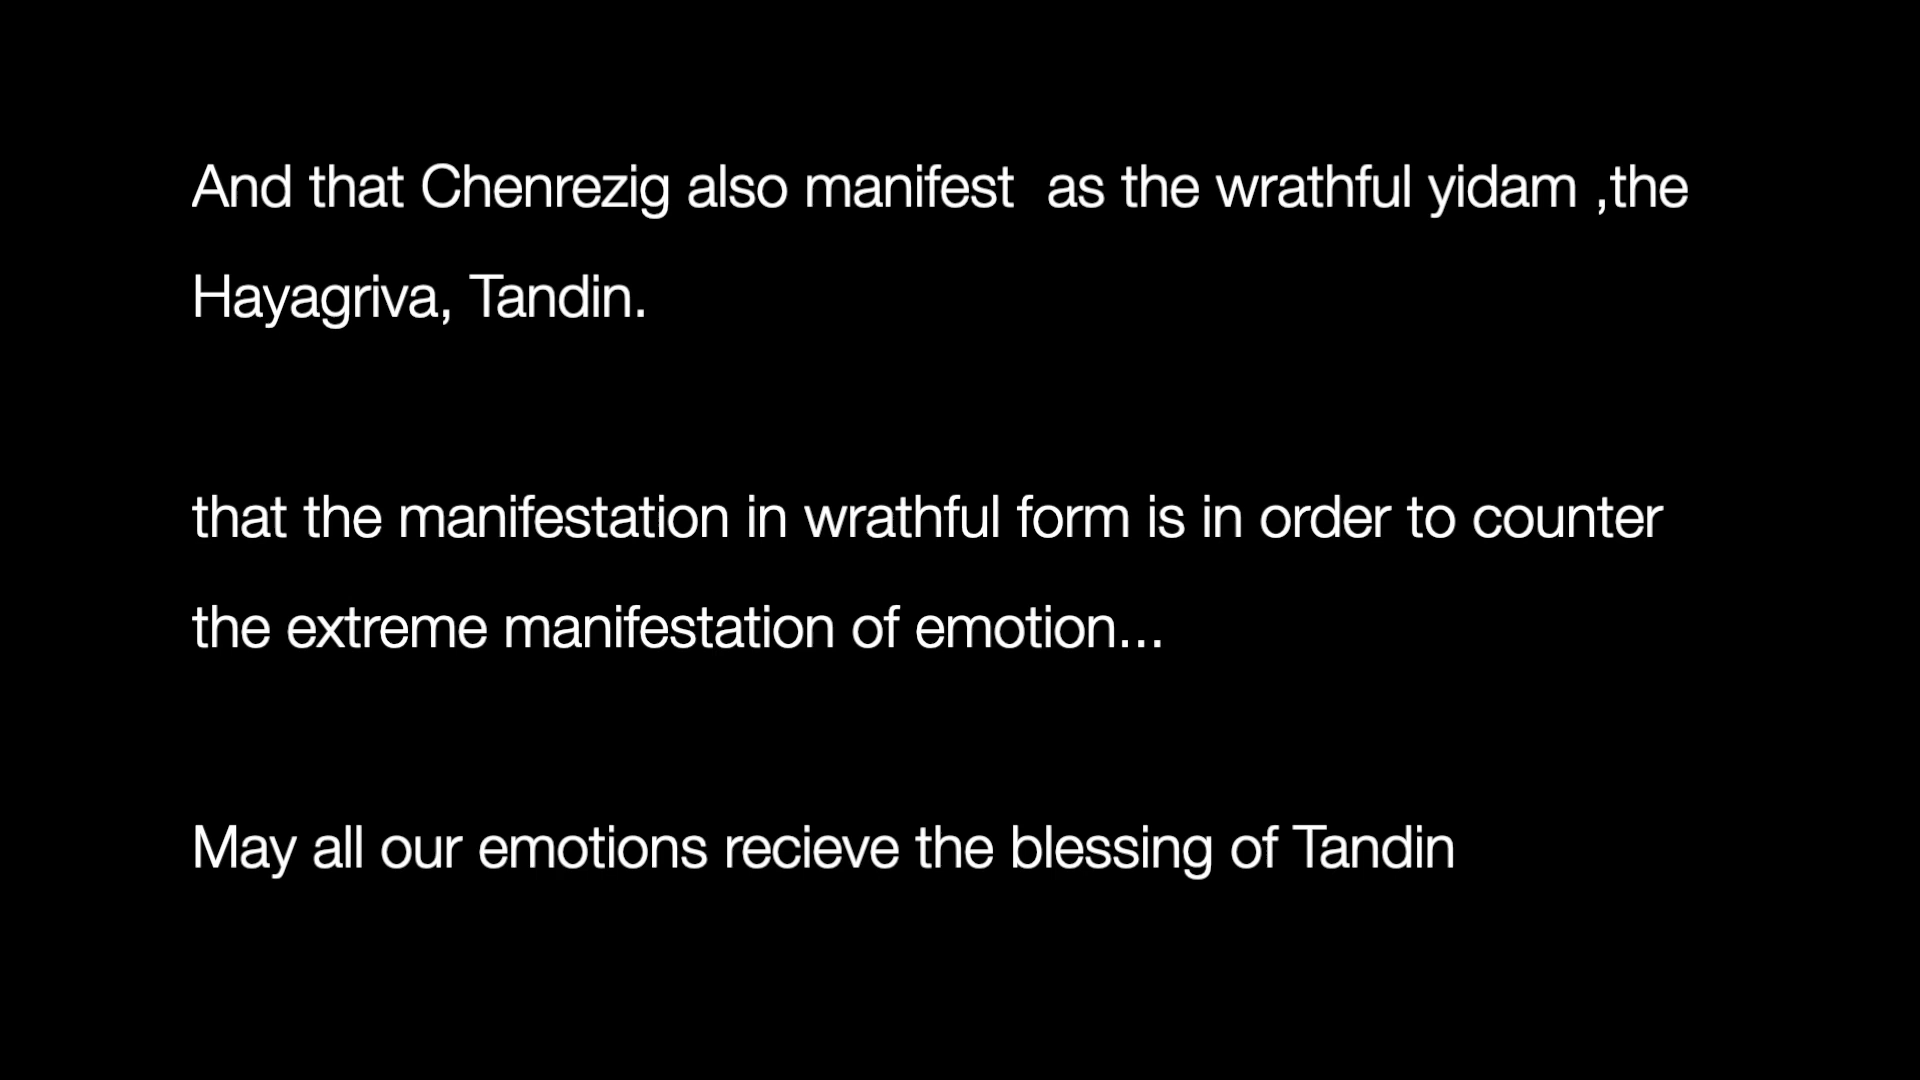 And that Chenrezig also manifest  as the wrathful yidam ,the
Hayagriva, Tandin.
that the manifestation in wrathful form is in order to counter
the extreme manifestation of emotion...
May all our emotions recieve the blessing of Tandin